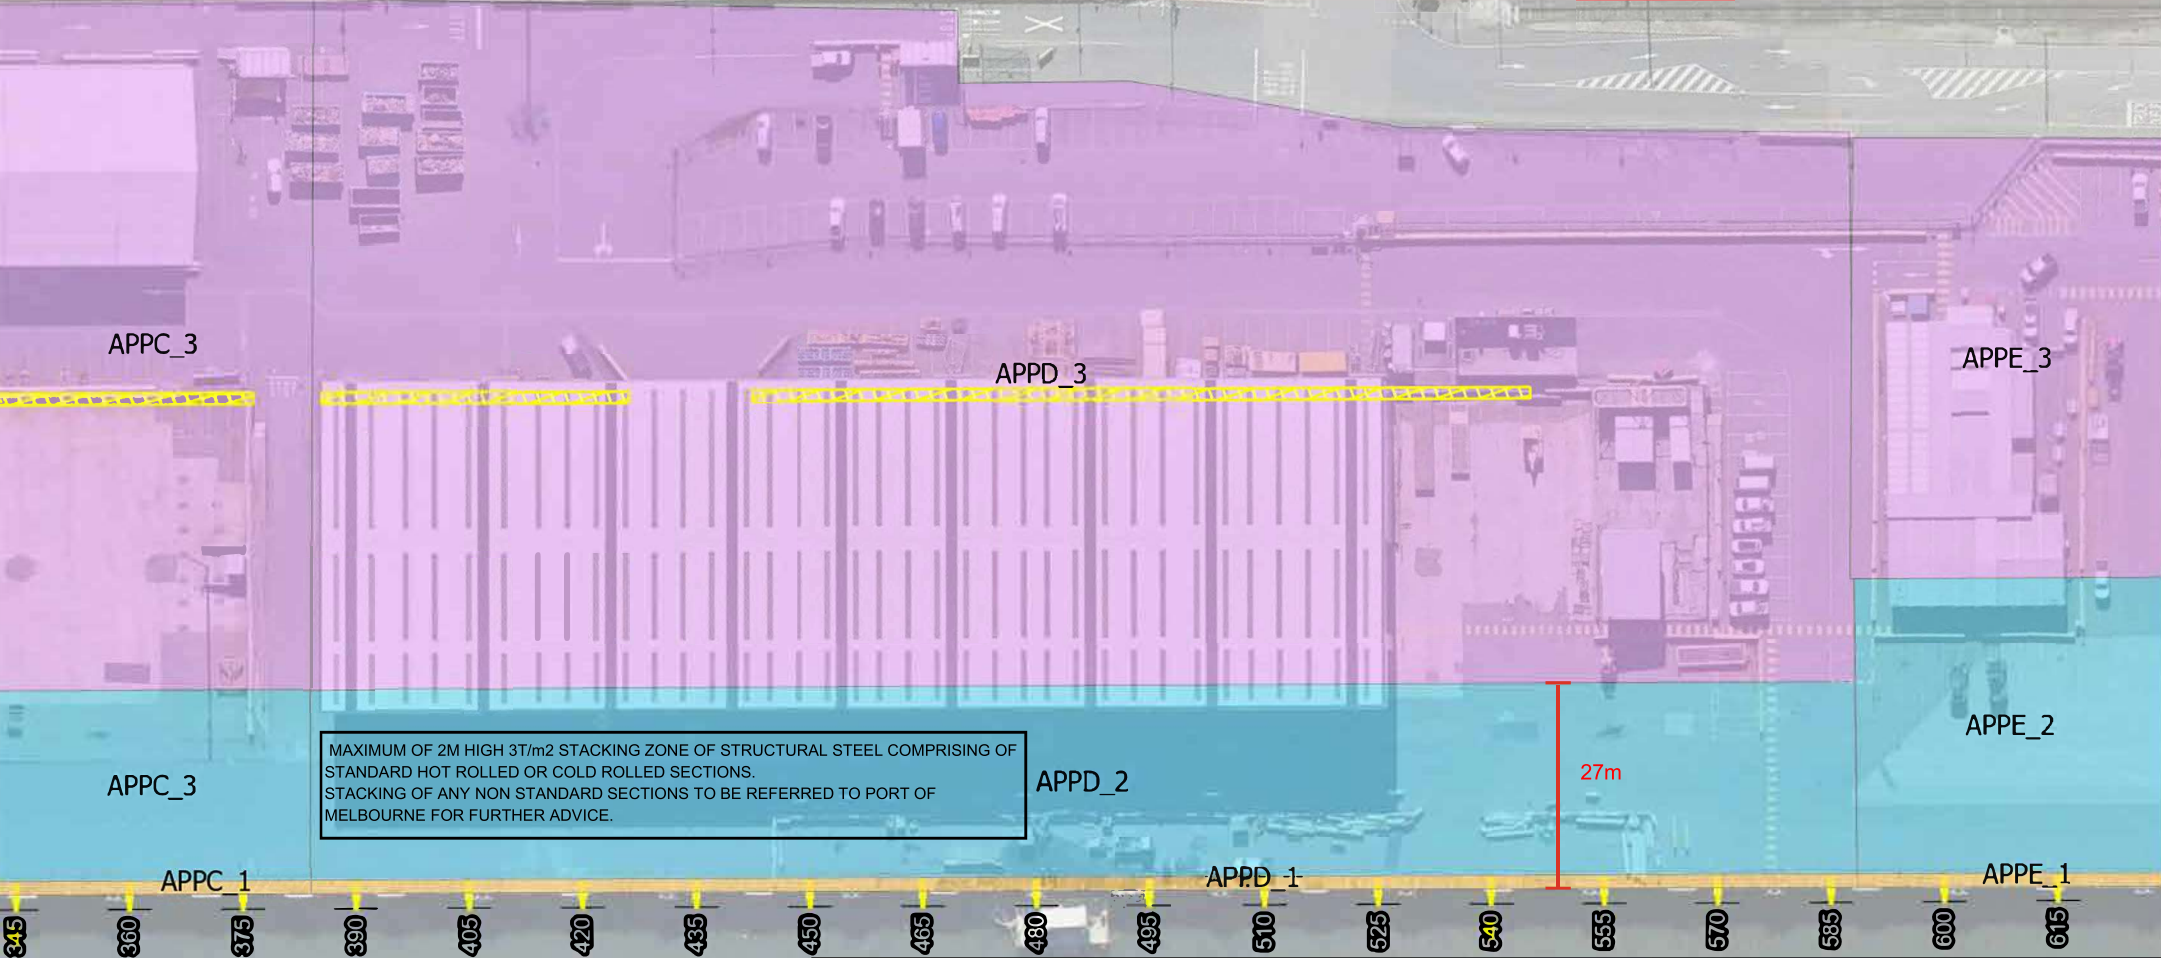 APPC_3
APPD_3
APPE_3
MAXIMUM OF 2M HIGH 3T/m2 STACKING ZONE OF STRUCTURAL STEEL COMPRISING OF
STANDARD HOT ROLLED OR COLD ROLLED SECTIONS.
STACKING OF ANY NON STANDARD SECTIONS TO BE REFERRED TO PORT OF
MELBOURNE FOR FURTHER ADVICE.
APPC_3
APPD_2
27m
APPE_2
APPC_1
APPD_1
APPE_1
345
360
375
390
405
420
435
450
465
480
495
510
525
540
555
570
585
600
615